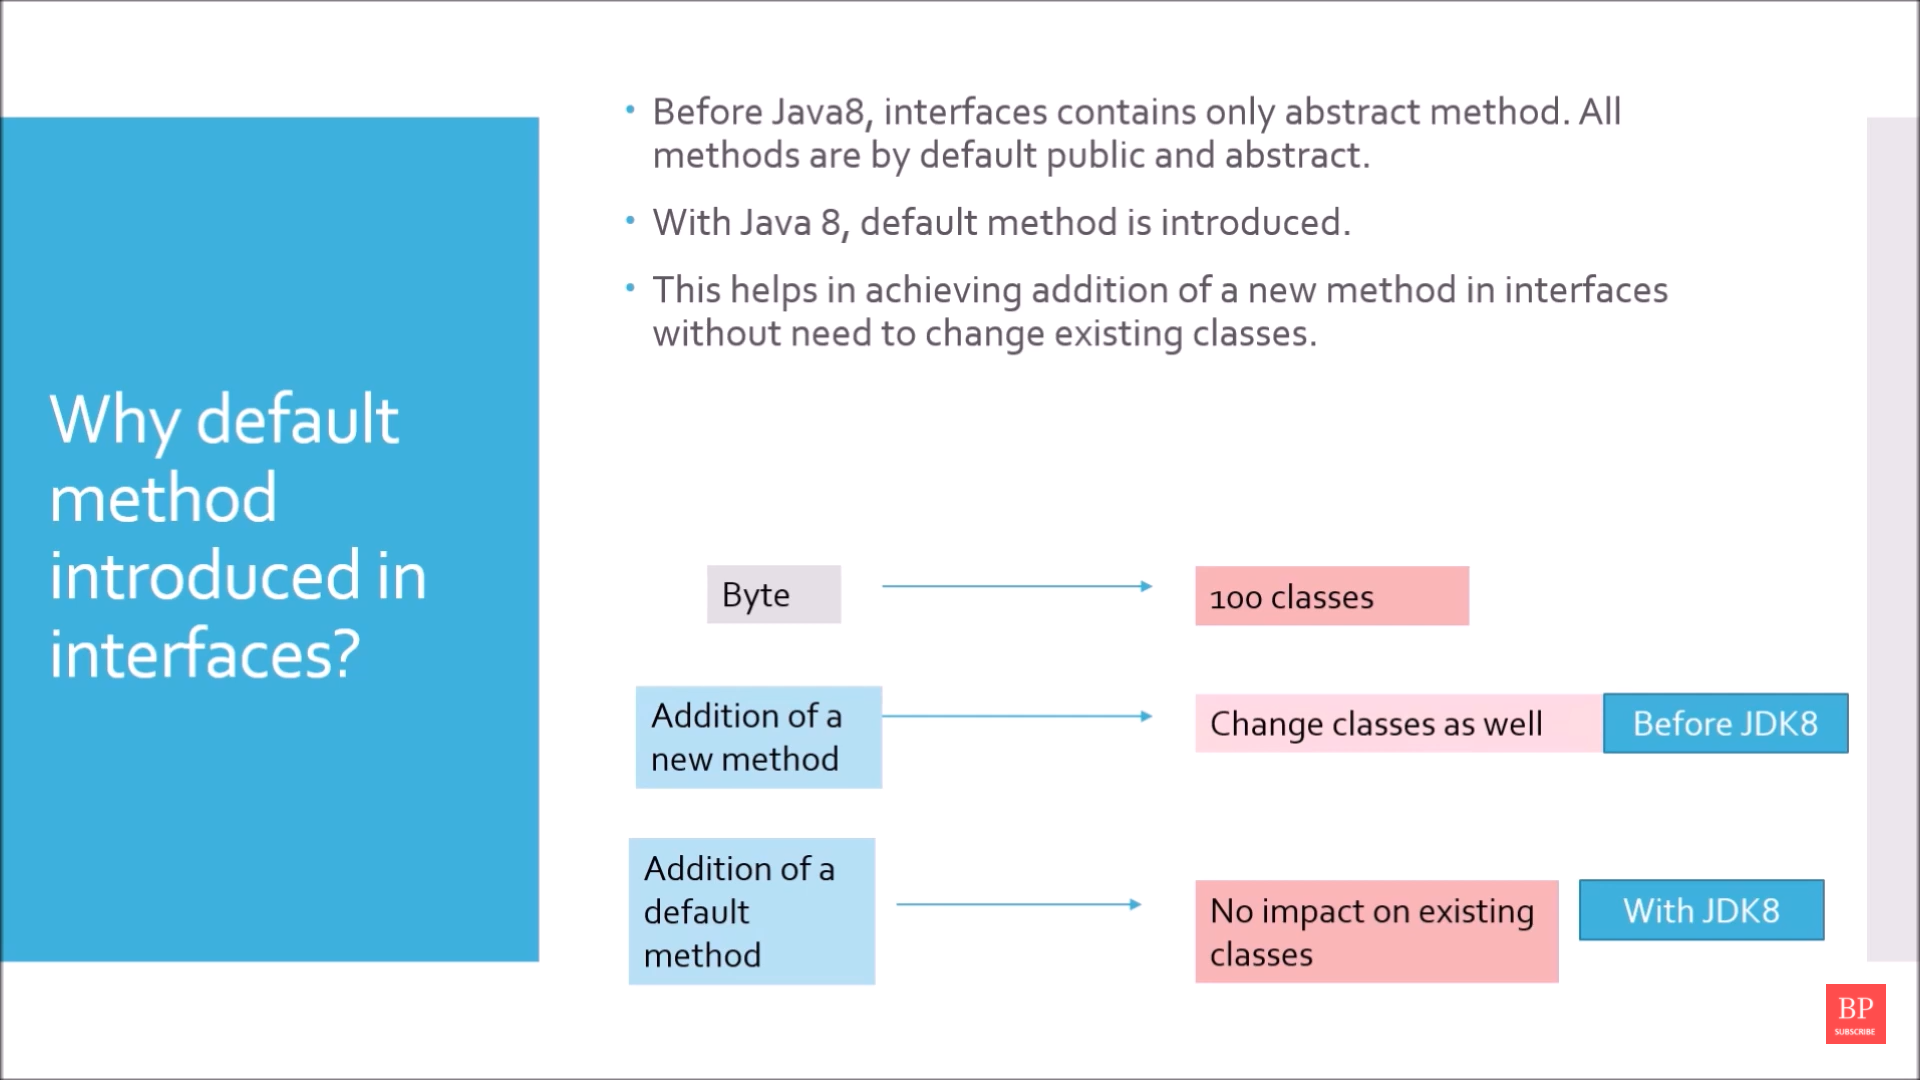 Why default
method
introduced in
interfaces?
• Before Java8, interfaces contains only abstract method. All
methods are by default public and abstract.
• With Java 8, default method is introduced.
• This helps in achieving addition of a new method in interfaces
without need to change existing classes.
Byte
100 classes
Addition of a
new method
Change classes as well
Before JDK8
Addition of a
default
method
No impact on existing
classes
With JDK8
BP
SUBSCRIBE